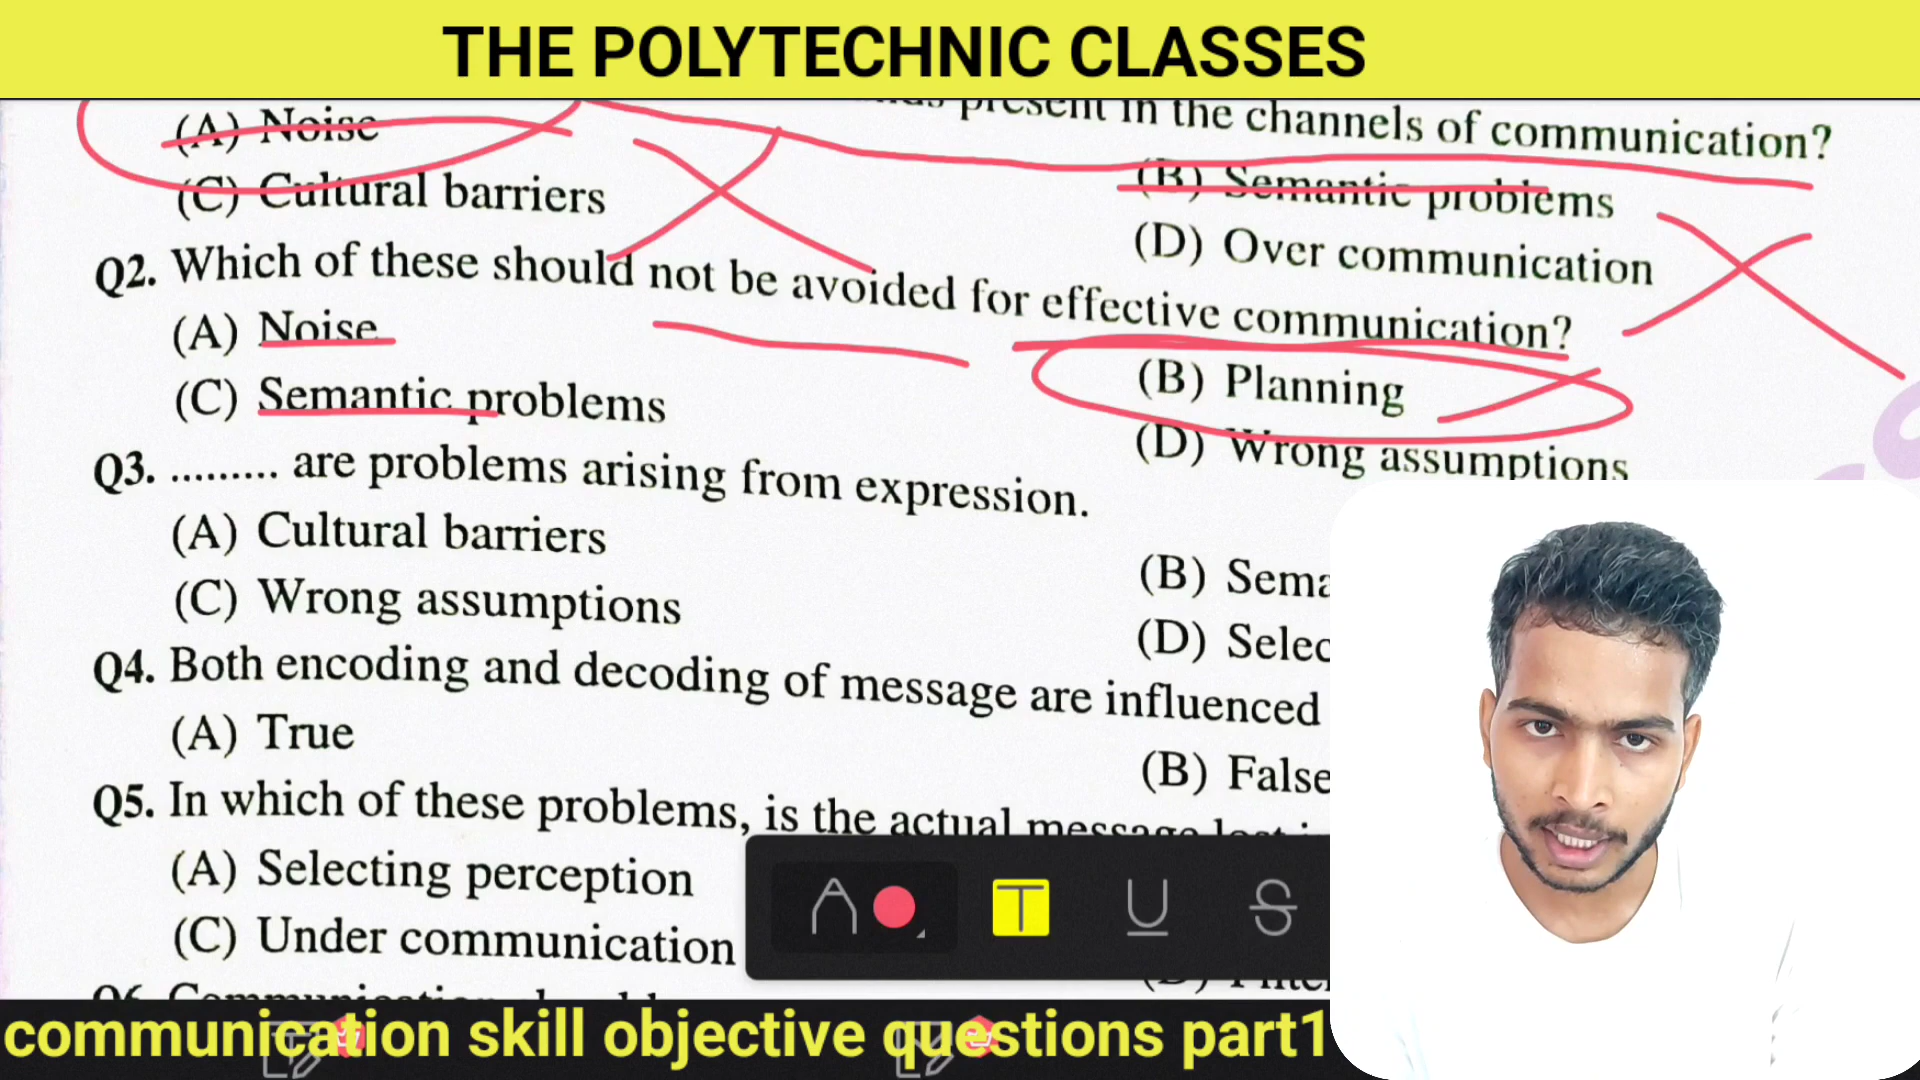 THE POLYTECHNIC CLASSES
present in the channels of communication?
(A) Noise
(B) Semantic problems
(C) Cultural barriers
(D) Over communication
Q2. Which of these should not be avoided for effective communication?
(A) Noise
(B) Planning
(C) Semantic problems
(D) Wrong assumptions
Q3. ......... are problems arising from expression.
(A) Cultural barriers
(B) Sema
(C) Wrong assumptions
(D) Selec
Q4. Both encoding and decoding of message are influenced
(A) True
(B) False
Q5. In which of these problems, is the actual message lost
(A) Selecting perception
(C) Under communication
communication skill objective questions part1